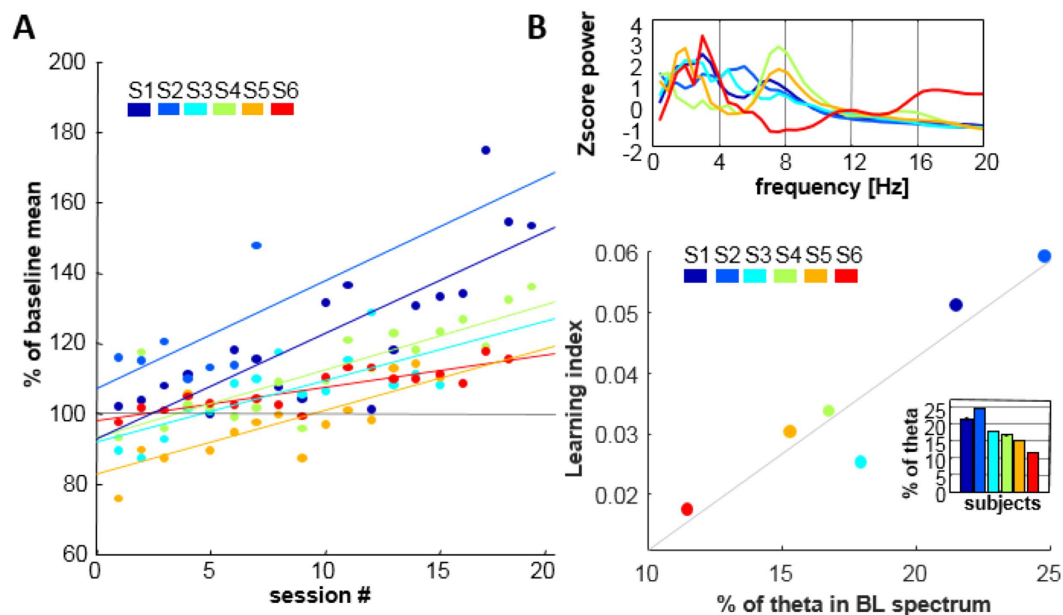 A
% of baseline mean
200
180
160
140
120
100
80
60
S1 S2 S3 S4 S5 S6
0 5 10 15 20
session #
B
Zscore power
4
3
2
1
0
-1
-2
0 4 8 12 16 20
frequency [Hz]
Learning index
0.06
0.05
0.04
0.03
0.02
S1 S2 S3 S4 S5 S6
% of theta
25
20
15
10
5
0
subjects
10 15 20 25
% of theta in BL spectrum